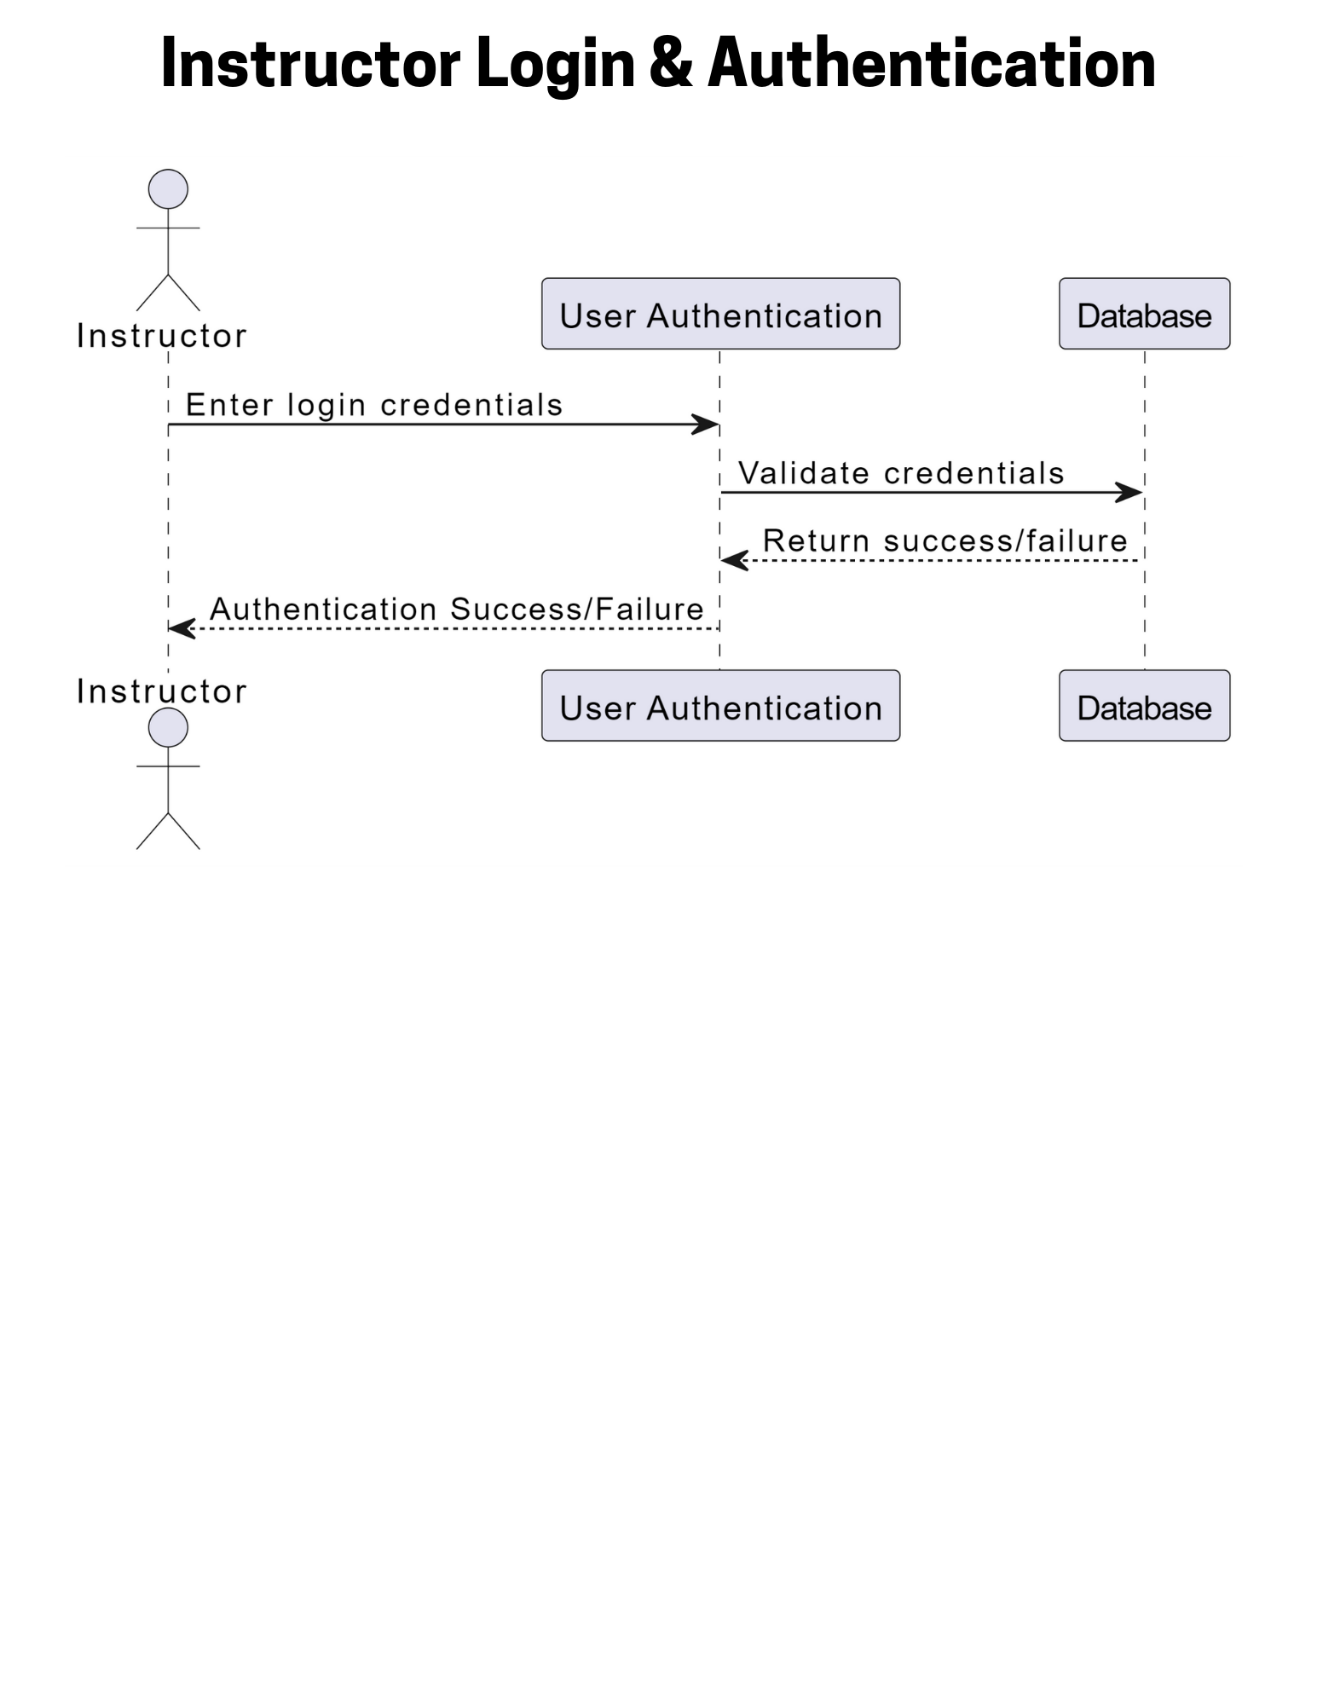 Instructor Login & Authentication
Instructor
User Authentication
Database
Enter login credentials
Validate credentials
Return success/failure
Authentication Success/Failure
Instructor
User Authentication
Database